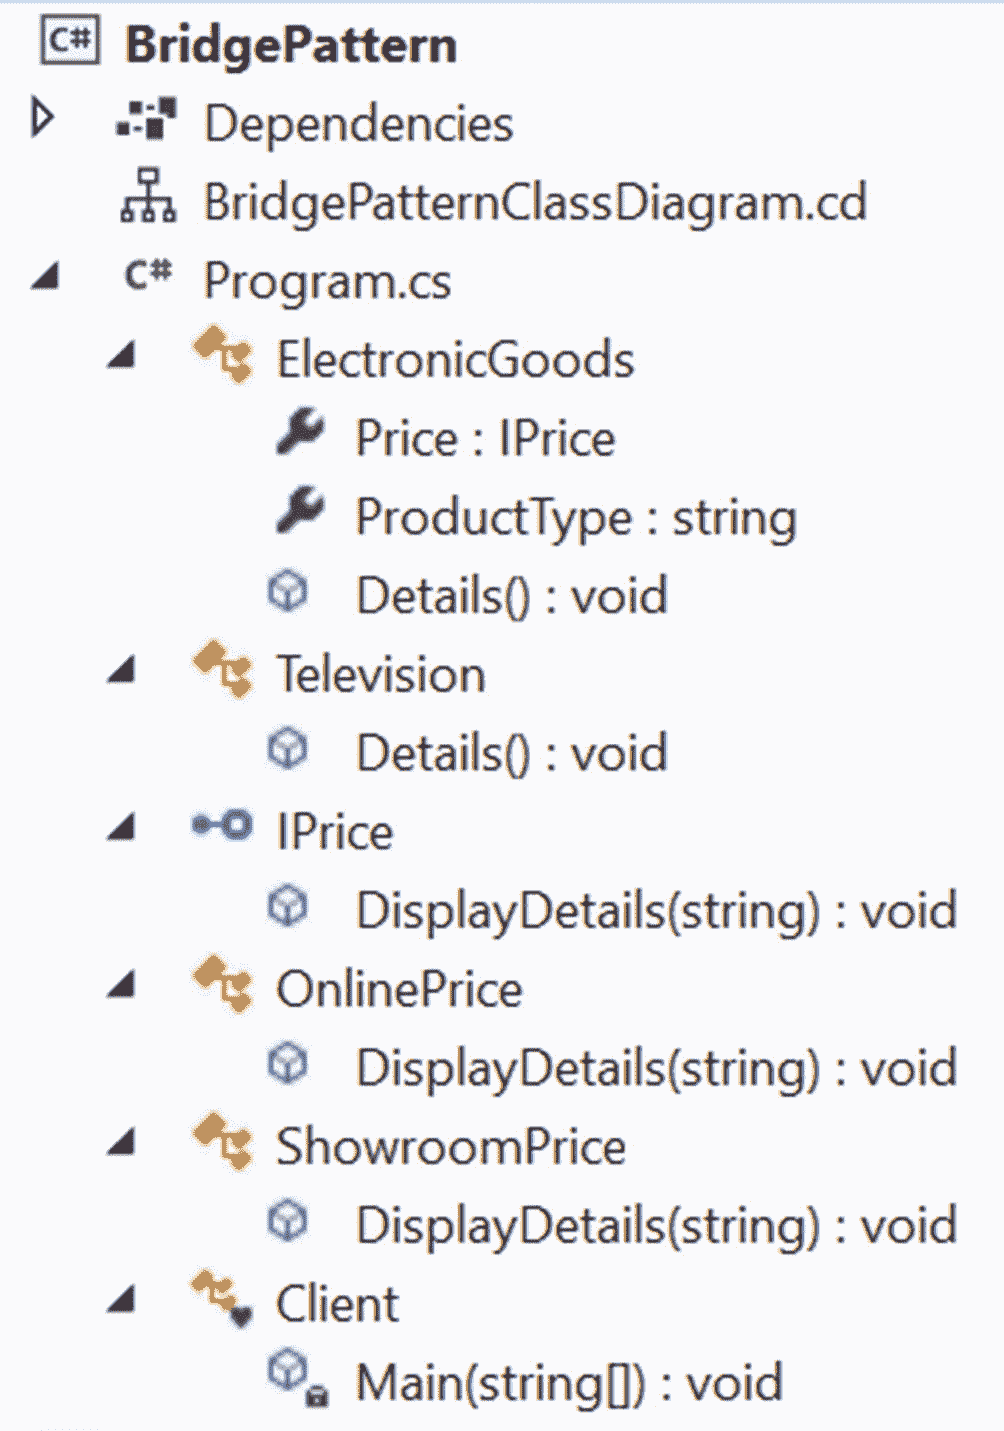 C# BridgePattern
Dependencies
BridgePatternClassDiagram.cd
C# Program.cs
ElectronicGoods
Price : IPrice
ProductType : string
Details() : void
Television
Details() : void
IPrice
DisplayDetails(string) : void
OnlinePrice
DisplayDetails(string) : void
ShowroomPrice
DisplayDetails(string) : void
Client
Main(string[]) : void